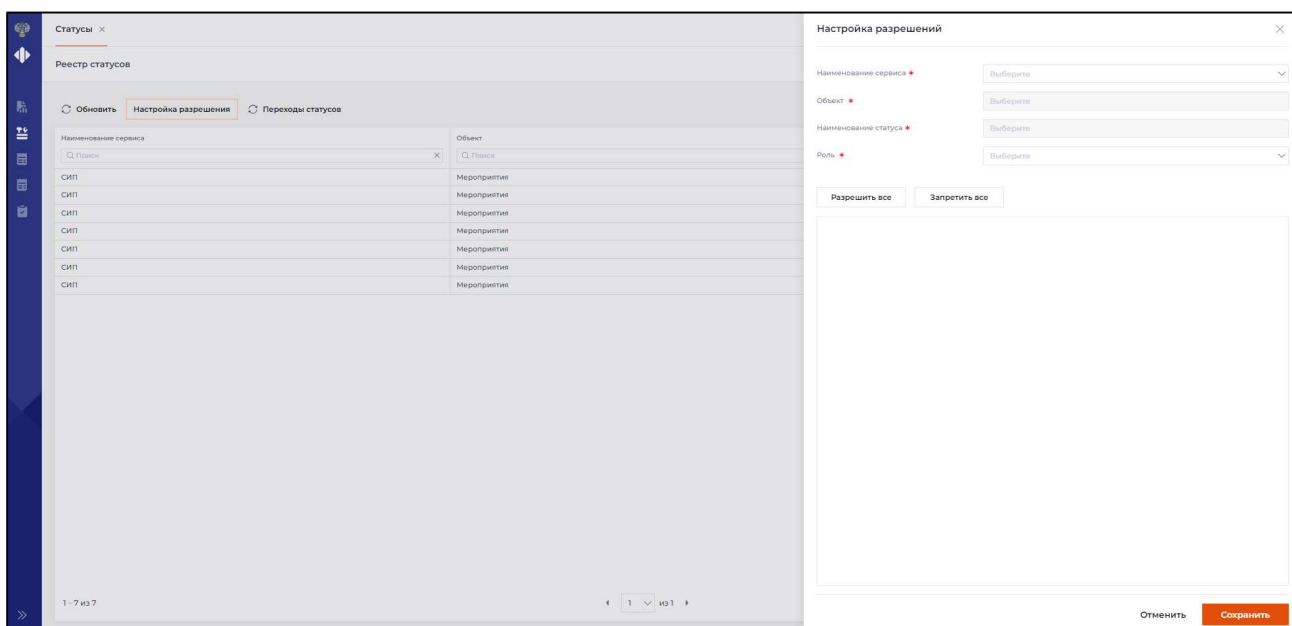 Статусы
Реестр статусов
Обновить Настройка разрешения Переходы статусов
Наименование сервиса Объект
Поиск Поиск
СИП Мероприятия
СИП Мероприятия
СИП Мероприятия
СИП Мероприятия
СИП Мероприятия
СИП Мероприятия
СИП Мероприятия
1 - 7 из 7 1 из 1
Настройка разрешений
Наименование сервиса * Выберите
Объект * Выберите
Наименование статуса * Выберите
Роль * Выберите
Разрешить все Запретить все
Отменить Сохранить